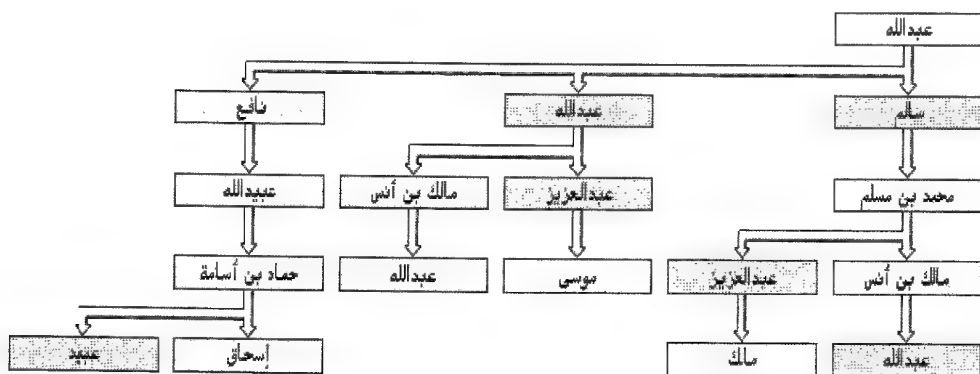 عبدالله
سالم
عبدالله
نافع
محمد بن مسلم
عبدالعزيز
مالك بن أنس
عبيدالله
مالك بن أنس
عبدالعزيز
موسى
عبدالله
حماد بن أسامة
عبدالله
مالك
إسحاق
عبيد